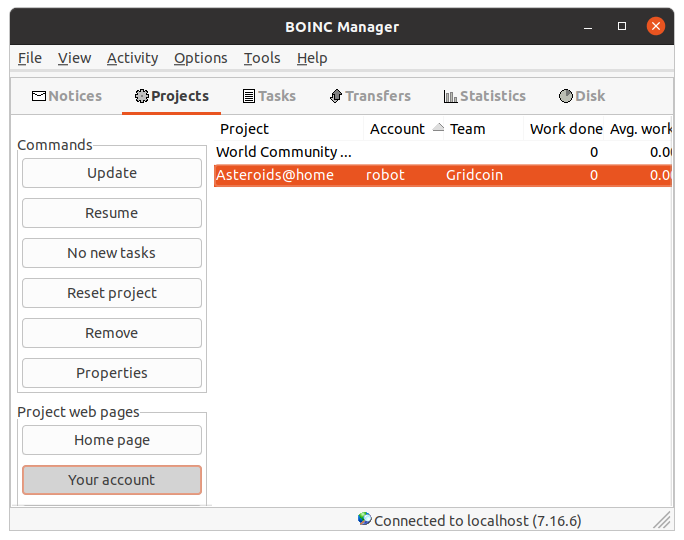 BOINC Manager
File View Activity Options Tools Help
Notices Projects Tasks Transfers Statistics Disk
Project Account Team Work done Avg. work
World Community ... 0 0.0
Asteroids@home robot Gridcoin 0 0.0
Commands
Update
Resume
No new tasks
Reset project
Remove
Properties
Project web pages
Home page
Your account
Connected to localhost (7.16.6)